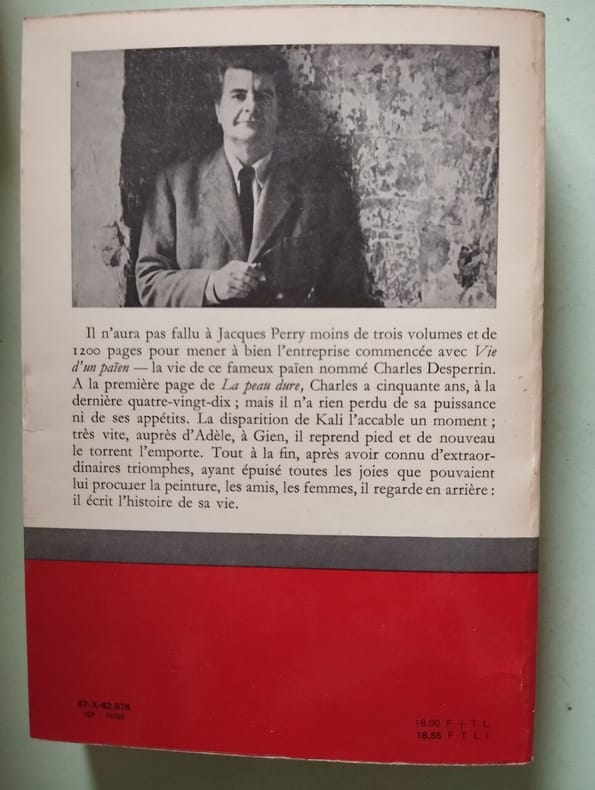 Il n'aura pas fallu à Jacques Perry moins de trois volumes et de
1200 pages pour mener à bien l'entreprise commencée avec Vie
d'un païen — la vie de ce fameux païen nommé Charles Desperrin.
A la première page de La peau dure, Charles a cinquante ans, à la
dernière quatre-vingt-dix ; mais il n'a rien perdu de sa puissance
ni de ses appétits. La disparition de Kali l'accable un moment ;
très vite, auprès d'Adèle, à Gien, il reprend pied et de nouveau
le torrent l'emporte. Tout à la fin, après avoir connu d'extraor-
dinaires triomphes, ayant épuisé toutes les joies que pouvaient
lui procurer la peinture, les amis, les femmes, il regarde en arrière :
il écrit l'histoire de sa vie.
67-X-62.978
PARIS
18,00 F + T. L.
18,55 F T. L. I.